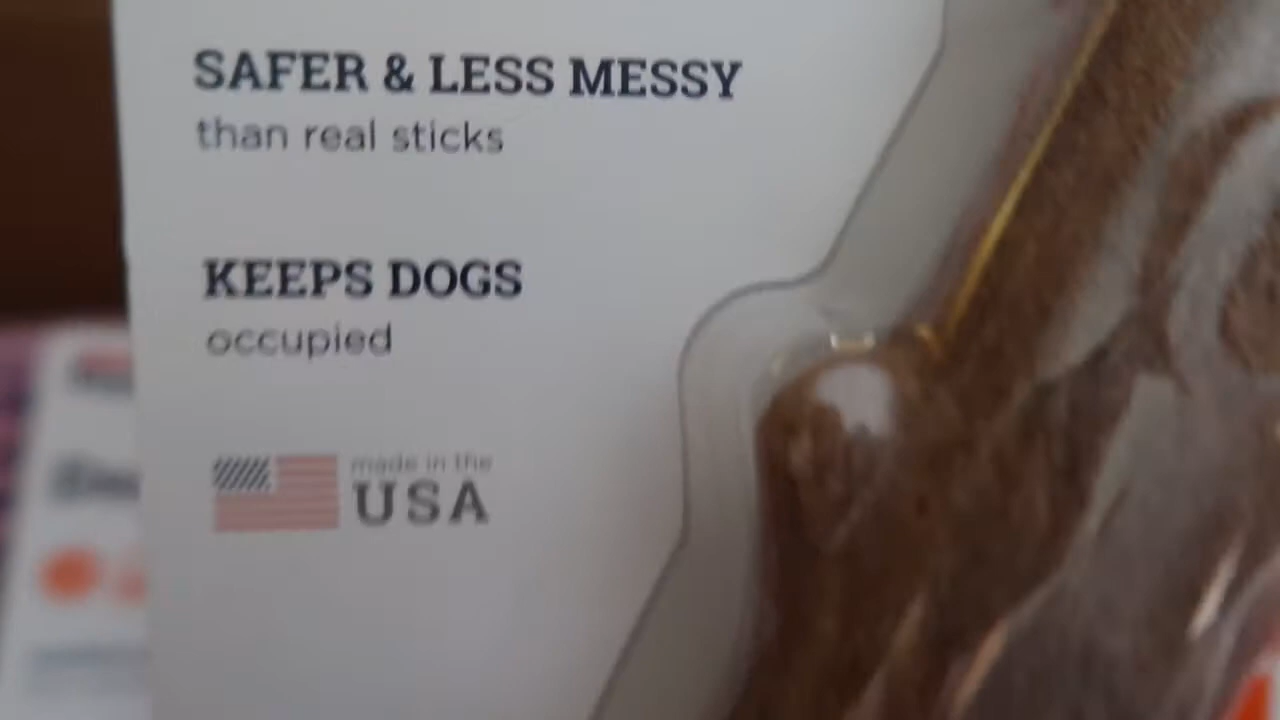 SAFER & LESS MESSY
than real sticks
KEEPS DOGS
occupied
made in the
USA